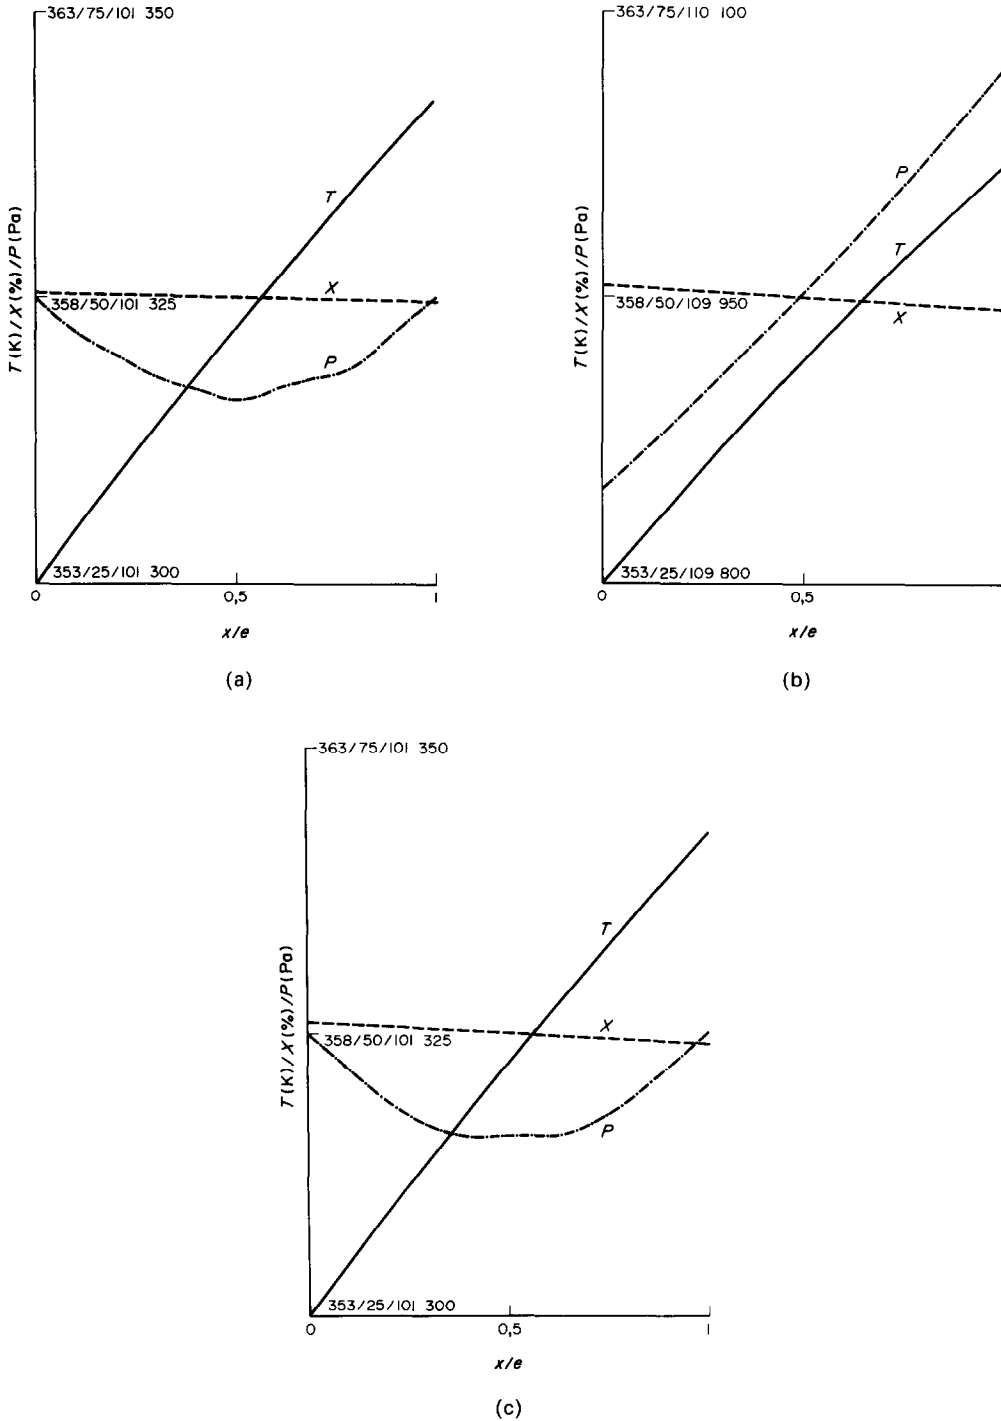 363/75/101 350
T(K)/X(%)/P(Pa)
T
X
358/50/101 325
P
353/25/101 300
0
0,5
1
x/e
(a)
363/75/110 100
T(K)/X(%)/P(Pa)
P
T
358/50/109 950
X
353/25/109 800
0
0,5
x/e
(b)
363/75/101 350
T(K)/X(%)/P(Pa)
T
X
358/50/101 325
P
353/25/101 300
0
0,5
1
x/e
(c)